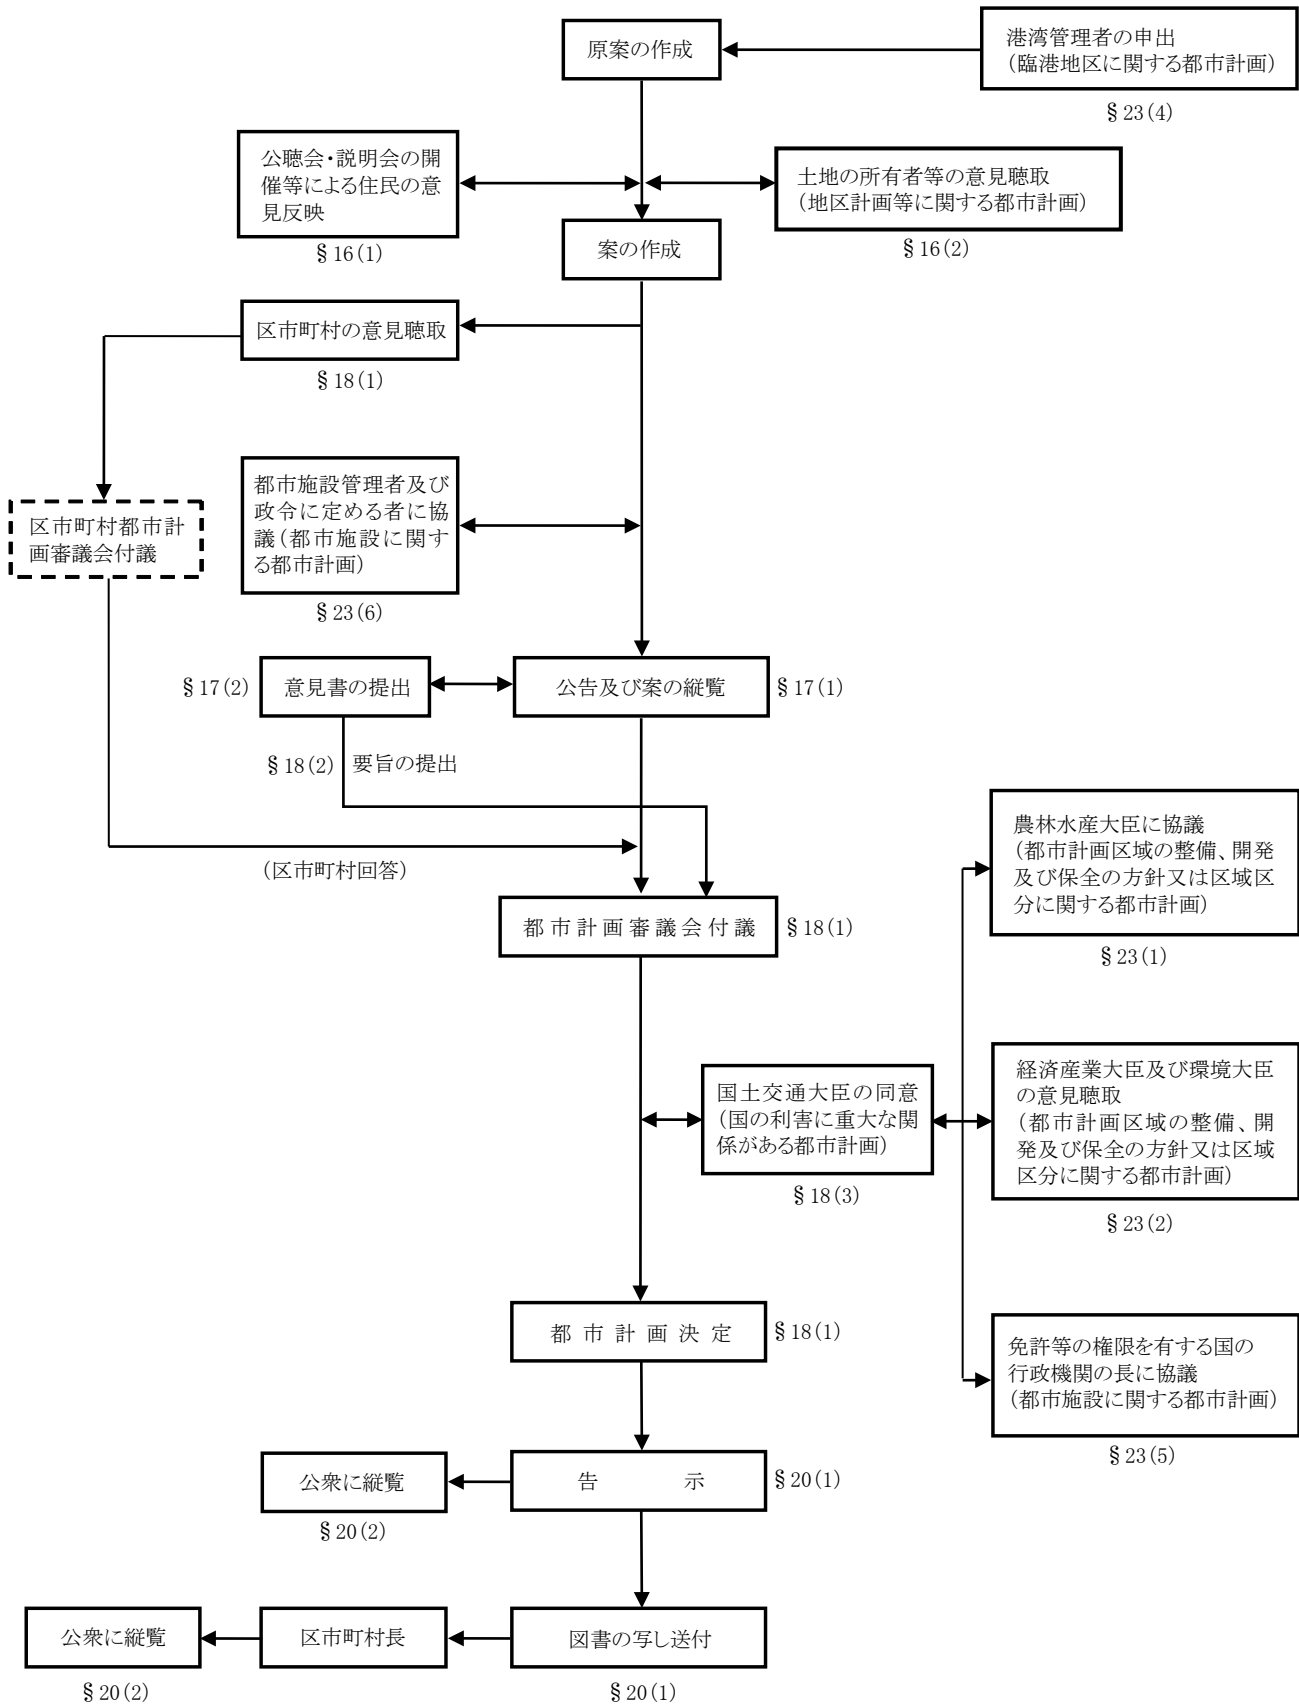 原案の作成
港湾管理者の申出
（臨港地区に関する都市計画）
§23(4)
公聴会・説明会の開
催等による住民の意
見反映
§16(1)
土地の所有者等の意見聴取
（地区計画等に関する都市計画）
§16(2)
案の作成
区市町村の意見聴取
§18(1)
都市施設管理者及び
政令に定める者に協
議（都市施設に関す
る都市計画）
§23(6)
区市町村都市計
画審議会付議
§17(2)
意見書の提出
公告及び案の縦覧
§17(1)
§18(2)
要旨の提出
（区市町村回答）
都市計画審議会付議
§18(1)
農林水産大臣に協議
（都市計画区域の整備、開発
及び保全の方針又は区域区
分に関する都市計画）
§23(1)
国土交通大臣の同意
（国の利害に重大な関
係がある都市計画）
§18(3)
経済産業大臣及び環境大臣
の意見聴取
（都市計画区域の整備、開
発及び保全の方針又は区域
区分に関する都市計画）
§23(2)
都市計画決定
§18(1)
免許等の権限を有する国の
行政機関の長に協議
（都市施設に関する都市計画）
§23(5)
公衆に縦覧
§20(2)
告示
§20(1)
公衆に縦覧
§20(2)
区市町村長
図書の写し送付
§20(1)